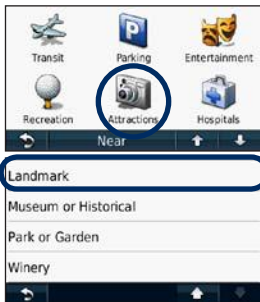 Transit Parking Entertainment
P
Recreation Attractions Hospitals
Near
Landmark
Museum or Historical
Park or Garden
Winery